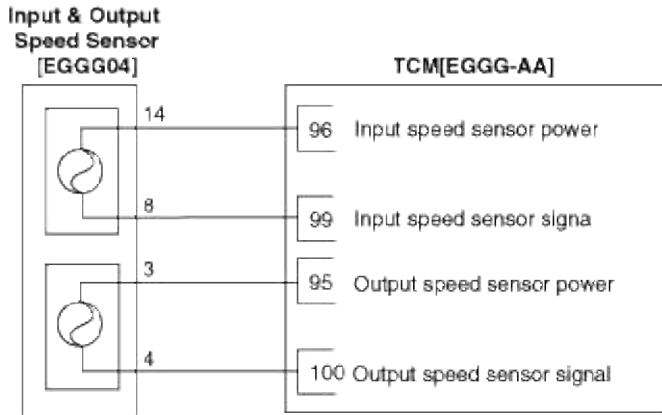 Input & Output
Speed Sensor
[EGGG04]
TCM[EGGG-AA]
14
96 Input speed sensor power
8
99 Input speed sensor signa
3
95 Output speed sensor power
4
100 Output speed sensor signal